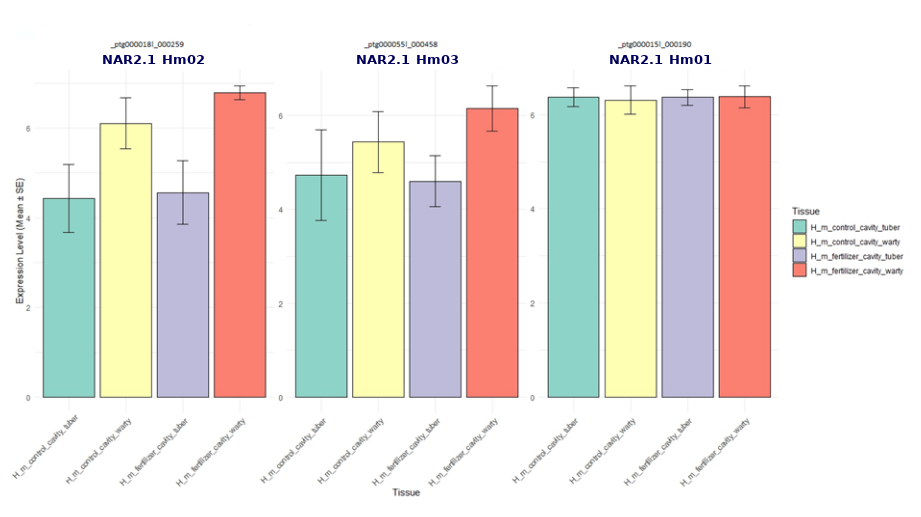 _ptg000018l_000259
NAR2.1 Hm02
_ptg000055l_000458
NAR2.1 Hm03
_ptg000015l_000190
NAR2.1 Hm01
Expression Level (Mean ± SE)
6
4
2
0
6
4
2
0
6
4
2
0
H_m_control_cavity_tuber
H_m_control_cavity_warty
H_m_fertilizer_cavity_tuber
H_m_fertilizer_cavity_warty
H_m_control_cavity_tuber
H_m_control_cavity_warty
H_m_fertilizer_cavity_tuber
H_m_fertilizer_cavity_warty
H_m_control_cavity_tuber
H_m_control_cavity_warty
H_m_fertilizer_cavity_tuber
H_m_fertilizer_cavity_warty
Tissue
Tissue
H_m_control_cavity_tuber
H_m_control_cavity_warty
H_m_fertilizer_cavity_tuber
H_m_fertilizer_cavity_warty